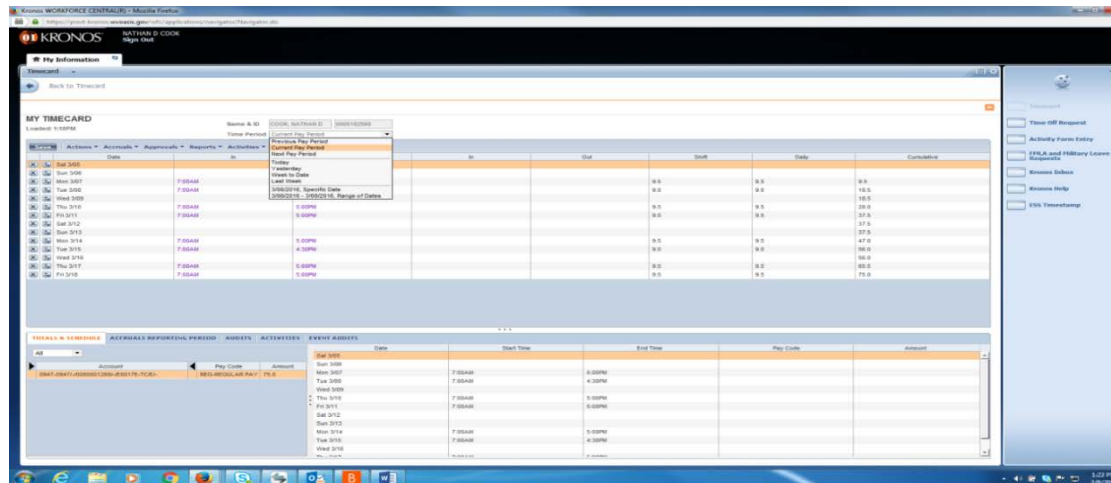 Kronos WORKFORCE CENTRAL(R) - Mozilla Firefox
KRONOS
NATHAN D COOK
Sign Out
My Information
Timecard
Back to Timecard
MY TIMECARD
Name & ID COOK, NATHAN D
Time Period Current Pay Period
Previous Pay Period
Current Pay Period
Next Pay Period
Today
Yesterday
Week to Date
Last Week
3/08/2016, Specific Date
3/08/2016 - 3/08/2016, Range of Dates
Save Actions Accruals Approvals Reports Activities
Date In In Out Shift Daily Cumulative
Sat 3/05
Sun 3/06
Mon 3/07 7:00AM 9.5 9.5 9.5
Tue 3/08 7:00AM 9.0 9.0 18.5
Wed 3/09 18.5
Thu 3/10 7:00AM 5:00PM 9.5 9.5 28.0
Fri 3/11 7:00AM 5:00PM 9.5 9.5 37.5
Sat 3/12 37.5
Sun 3/13 37.5
Mon 3/14 7:00AM 5:00PM 9.5 9.5 47.0
Tue 3/15 7:00AM 4:30PM 9.0 9.0 56.0
Wed 3/16 56.0
Thu 3/17 7:00AM 5:00PM 9.5 9.5 65.5
Fri 3/18 7:00AM 5:00PM 9.5 9.5 75.0
TOTALS & SCHEDULE ACCRUALS REPORTING PERIOD AUDITS ACTIVITIES EVENT AUDITS
All
Account Pay Code Amount
REG-REGULAR PAY 75.0
Date Start Time End Time Pay Code Amount
Sat 3/05
Sun 3/06
Mon 3/07 7:00AM 5:00PM
Tue 3/08 7:00AM 4:30PM
Wed 3/09
Thu 3/10 7:00AM 5:00PM
Fri 3/11 7:00AM 5:00PM
Sat 3/12
Sun 3/13
Mon 3/14 7:00AM 5:00PM
Tue 3/15 7:00AM 4:30PM
Wed 3/16
Timecard
Time Off Request
Activity Form Entry
FMLA and Military Leave Requests
Kronos Inbox
Kronos Help
ESS Timestamp